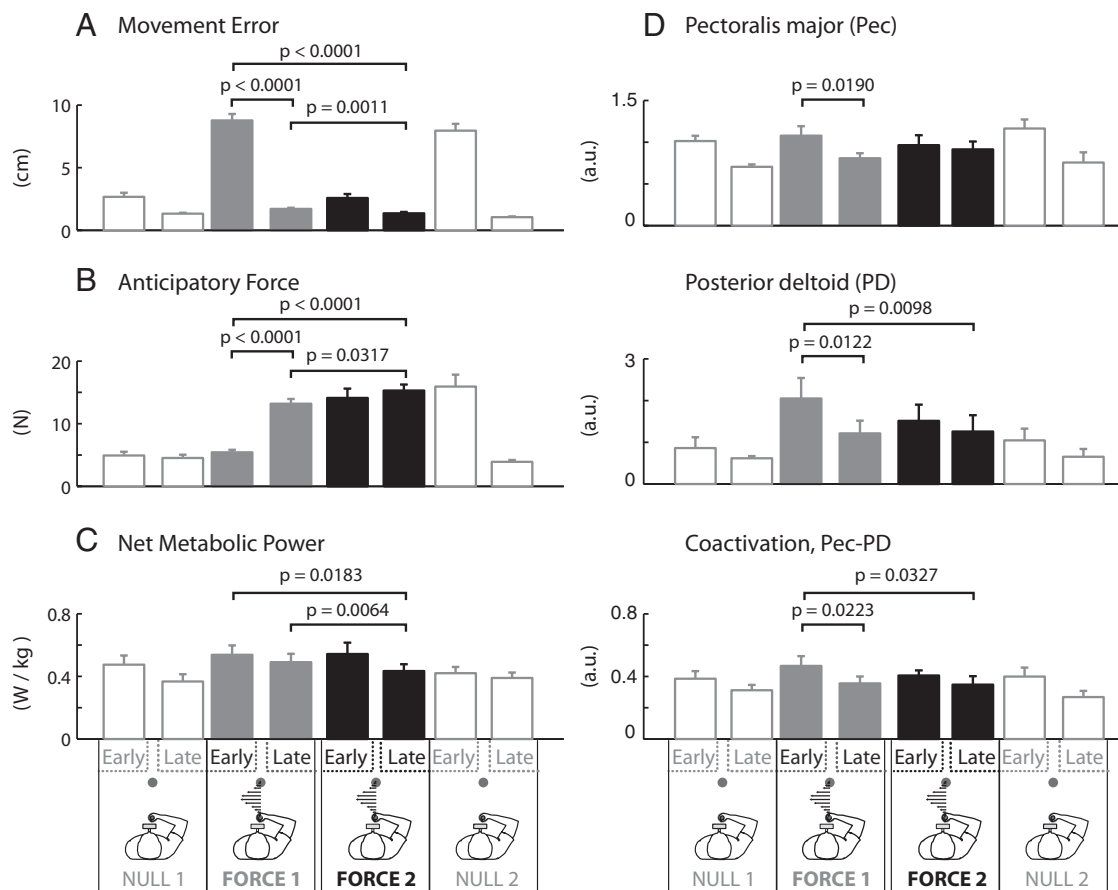 A Movement Error
p < 0.0001
p < 0.0001
p = 0.0011
10
5
0
(cm)
B Anticipatory Force
p < 0.0001
p < 0.0001
p = 0.0317
20
10
0
(N)
C Net Metabolic Power
p = 0.0183
p = 0.0064
0.8
0.4
0
(W / kg)
Early Late Early Late Early Late Early Late
NULL 1 FORCE 1 FORCE 2 NULL 2
D Pectoralis major (Pec)
p = 0.0190
1.5
0
(a.u.)
Posterior deltoid (PD)
p = 0.0098
p = 0.0122
3
0
(a.u.)
Coactivation, Pec-PD
p = 0.0327
p = 0.0223
0.8
0.4
0
(a.u.)
Early Late Early Late Early Late Early Late
NULL 1 FORCE 1 FORCE 2 NULL 2